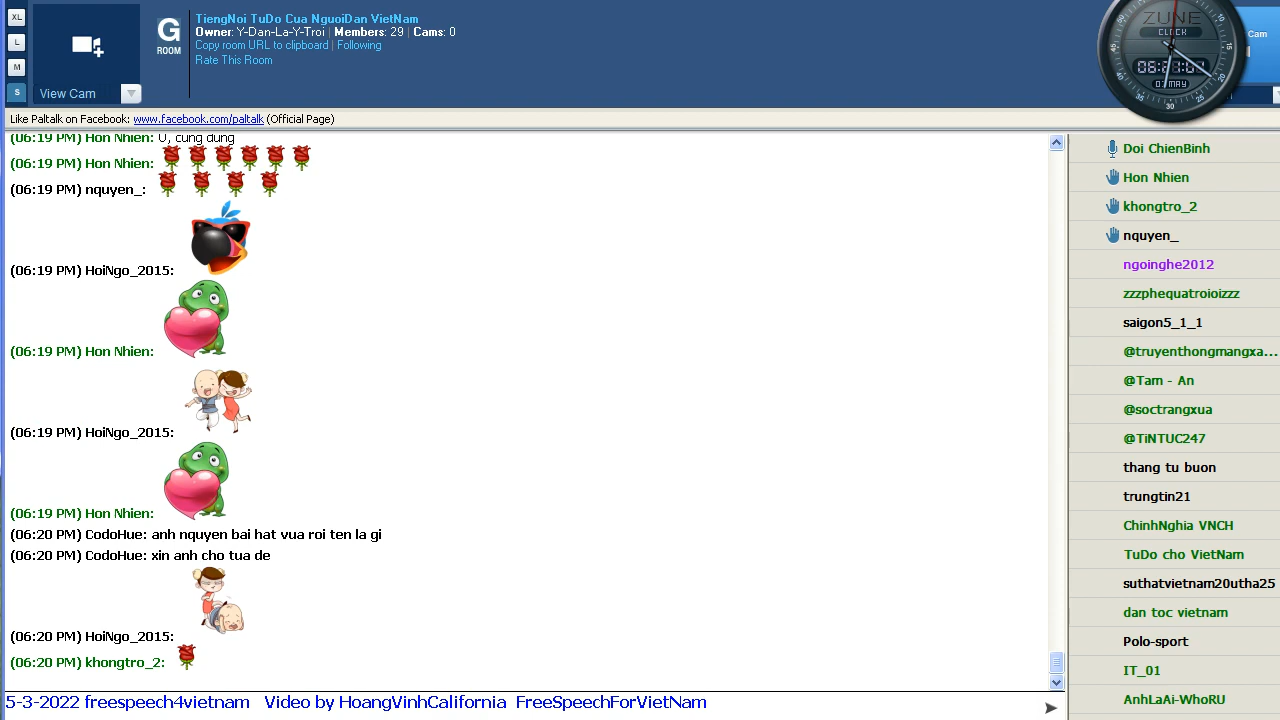 XL
L
M
S
View Cam
G
ROOM
TiengNoi TuDo Cua NguoiDan VietNam
Owner: Y-Dan-La-Y-Troi | Members: 29 | Cams: 0
Copy room URL to clipboard | Following
Rate This Room
ZUNE
CLOCK
03 MAY
Cam
Like Paltalk on Facebook: www.facebook.com/paltalk (Official Page)
(06:19 PM) Hon Nhien: U, cung dung
(06:19 PM) Hon Nhien:
(06:19 PM) nquyen_:
(06:19 PM) HoiNgo_2015:
(06:19 PM) Hon Nhien:
(06:19 PM) HoiNgo_2015:
(06:19 PM) Hon Nhien:
(06:20 PM) CodoHue: anh nquyen bai hat vua roi ten la gi
(06:20 PM) CodoHue: xin anh cho tua de
(06:20 PM) HoiNgo_2015:
(06:20 PM) khongtro_2:
Doi ChienBinh
Hon Nhien
khongtro_2
nquyen_
ngoinghe2012
zzzphequatroioizzz
saigon5_1_1
@truyenthongmangxa...
@Tam - An
@soctrangxua
@TiNTUC247
thang tu buon
trungtin21
ChinhNghia VNCH
TuDo cho VietNam
suthatvietnam20utha25
dan toc vietnam
Polo-sport
IT_01
AnhLaAi-WhoRU
5-3-2022 freespeech4vietnam Video by HoangVinhCalifornia FreeSpeechForVietNam